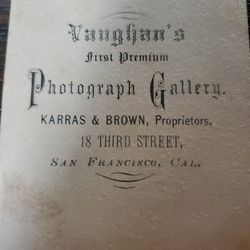 Vaughan's
First Premium
Photograph Gallery.
KARRAS & BROWN, Proprietors,
18 THIRD STREET,
SAN FRANCISCO, CAL.